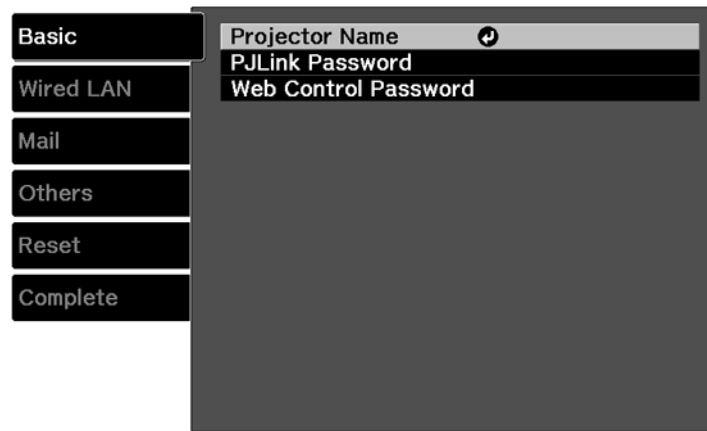 Basic
Wired LAN
Mail
Others
Reset
Complete
Projector Name
PJLink Password
Web Control Password